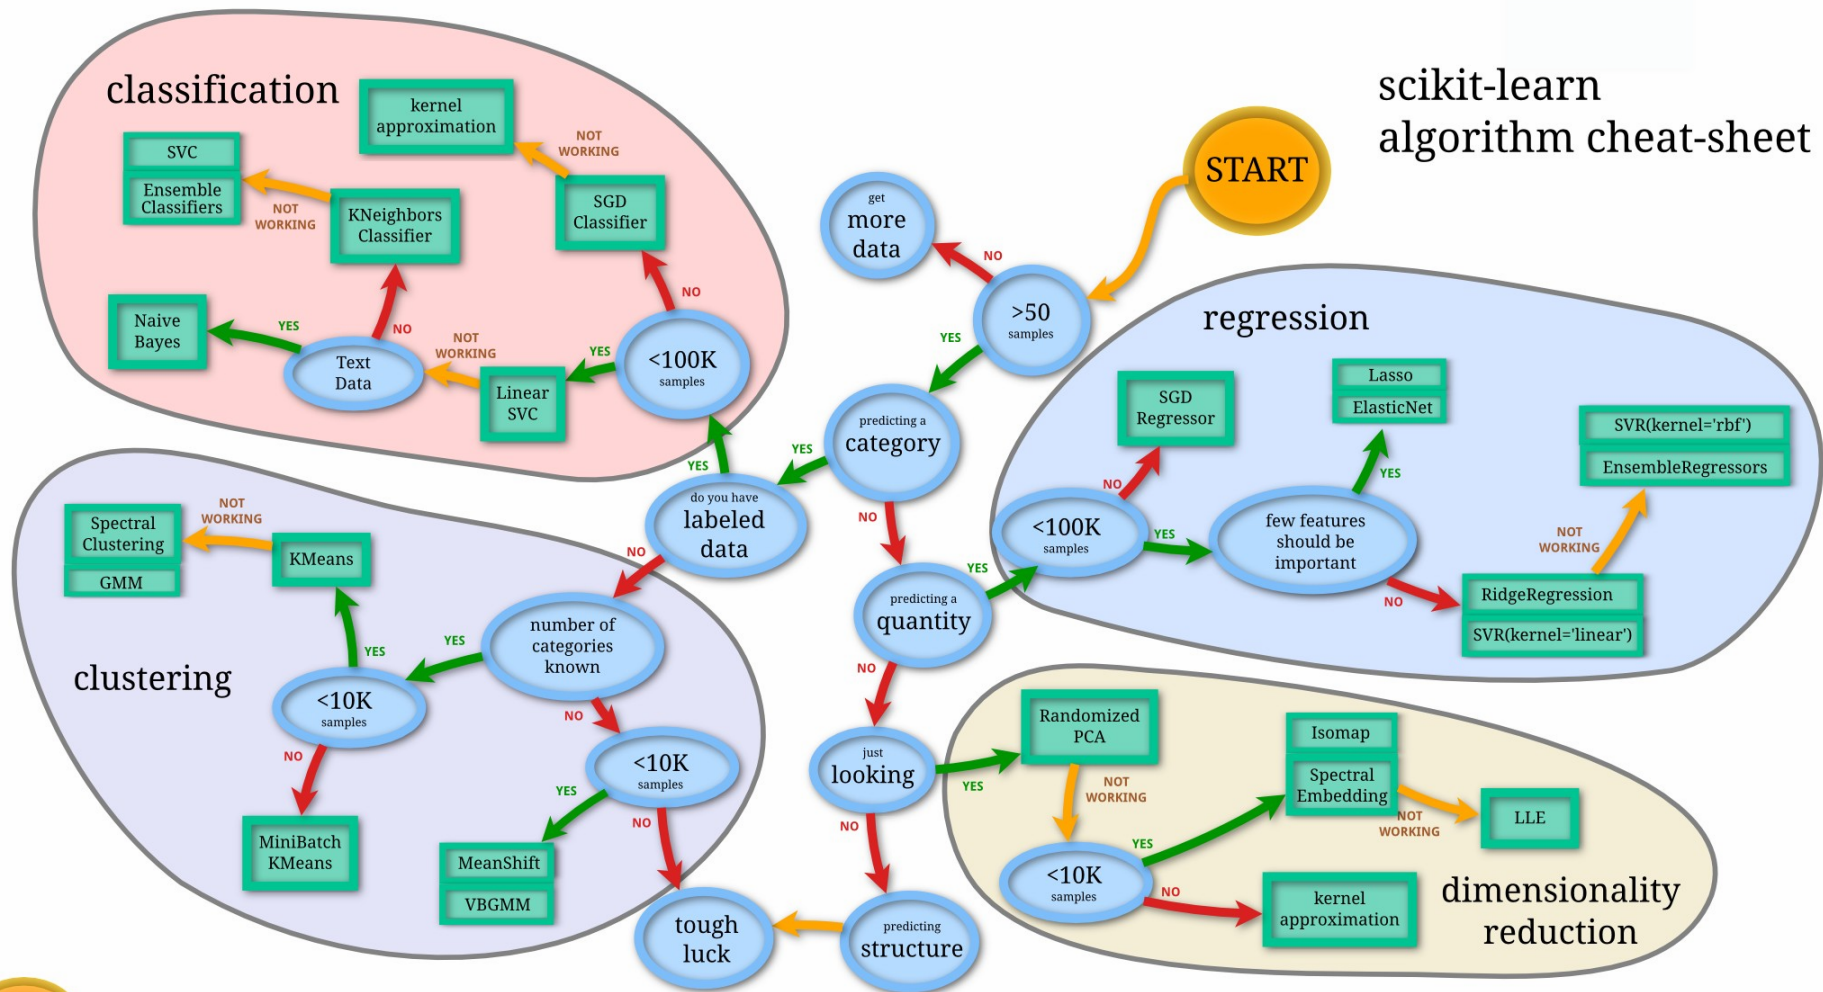 scikit-learn
algorithm cheat-sheet
START
>50
samples
NO
get
more
data
YES
predicting a
category
YES
do you have
labeled
data
YES
classification
<100K
samples
NO
SGD
Classifier
NOT
WORKING
kernel
approximation
YES
Linear
SVC
NOT
WORKING
Text
Data
YES
Naive
Bayes
NO
KNeighbors
Classifier
NOT
WORKING
SVC
Ensemble
Classifiers
NO
clustering
number of
categories
known
YES
<10K
samples
YES
KMeans
NOT
WORKING
Spectral
Clustering
GMM
NO
MiniBatch
KMeans
NO
<10K
samples
YES
MeanShift
VBGMM
NO
tough
luck
NO
predicting a
quantity
YES
regression
<100K
samples
NO
SGD
Regressor
YES
few features
should be
important
YES
Lasso
ElasticNet
NO
RidgeRegression
SVR(kernel='linear')
NOT
WORKING
SVR(kernel='rbf')
EnsembleRegressors
NO
just
looking
YES
dimensionality
reduction
Randomized
PCA
NOT
WORKING
<10K
samples
YES
Isomap
Spectral
Embedding
NOT
WORKING
LLE
NO
kernel
approximation
NO
predicting
structure